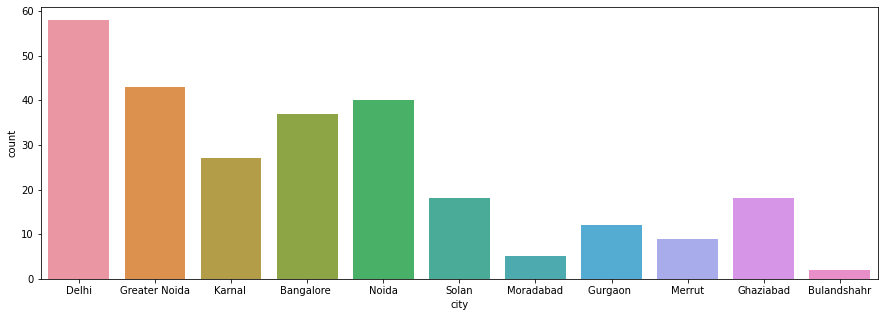 60
50
40
30
20
10
0
count
Delhi Greater Noida Karnal Bangalore Noida Solan Moradabad Gurgaon Merrut Ghaziabad Bulandshahr
city